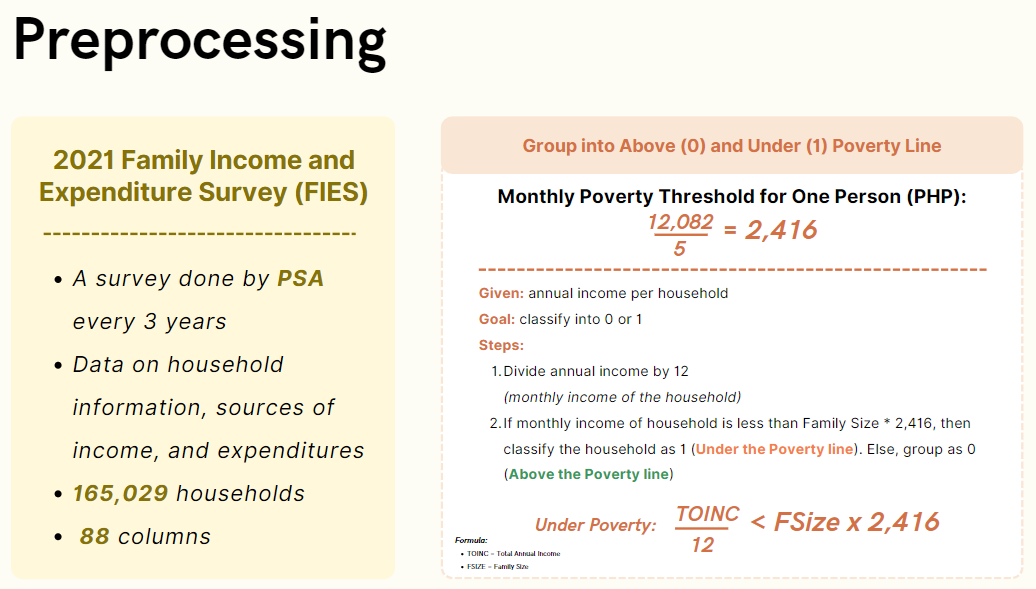 Preprocessing
2021 Family Income and
Expenditure Survey (FIES)
• A survey done by PSA
every 3 years
• Data on household
information, sources of
income, and expenditures
• 165,029 households
• 88 columns
Group into Above (0) and Under (1) Poverty Line
Monthly Poverty Threshold for One Person (PHP):
12,082
5
= 2,416
Given: annual income per household
Goal: classify into 0 or 1
Steps:
1. Divide annual income by 12
(monthly income of the household)
2. If monthly income of household is less than Family Size * 2,416, then
classify the household as 1 (Under the Poverty line). Else, group as 0
(Above the Poverty line)
Under Poverty:
TOINC
12
< FSize x 2,416
Formula:
• TOINC - Total Annual Income
• FSIZE - Family Size